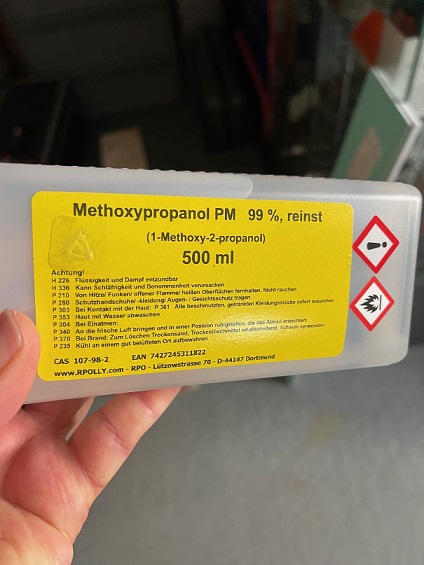 Methoxypropanol PM 99 %, reinst
(1-Methoxy-2-propanol)
500 ml
Achtung!
H 226 Flüssigkeit und Dampf entzündbar
H 336 Kann Schläfrigkeit und Benommenheit verursachen
P 210 Von Hitze/ Funken/ offener Flamme/ heißen Oberflächen fernhalten. Nicht rauchen
P 280 Schutzhandschuhe/ -kleidung/ Augen- / Gesichtsschutz tragen
P 303 Bei Kontakt mit der Haut: P 361 Alle beschmutzten, getränkten Kleidungsstücke sofort ausziehen
P 353 Haut mit Wasser abwaschen
P 304 Bei Einatmen:
P 340 An die frische Luft bringen und in einer Position ruhigstellen, die das Atmen erleichtert
P 370 Bei Brand: Zum Löschen Trockensand, Trockenlöschmittel od.alkoholbest. Schaum verwenden
P 235 Kühl an einem gut belüfteten Ort aufbewahren
CAS 107-98-2 EAN 7427245311822
www.RPOLLY.com - RPO - Lützowstrasse 70 - D-44147 Dortmund